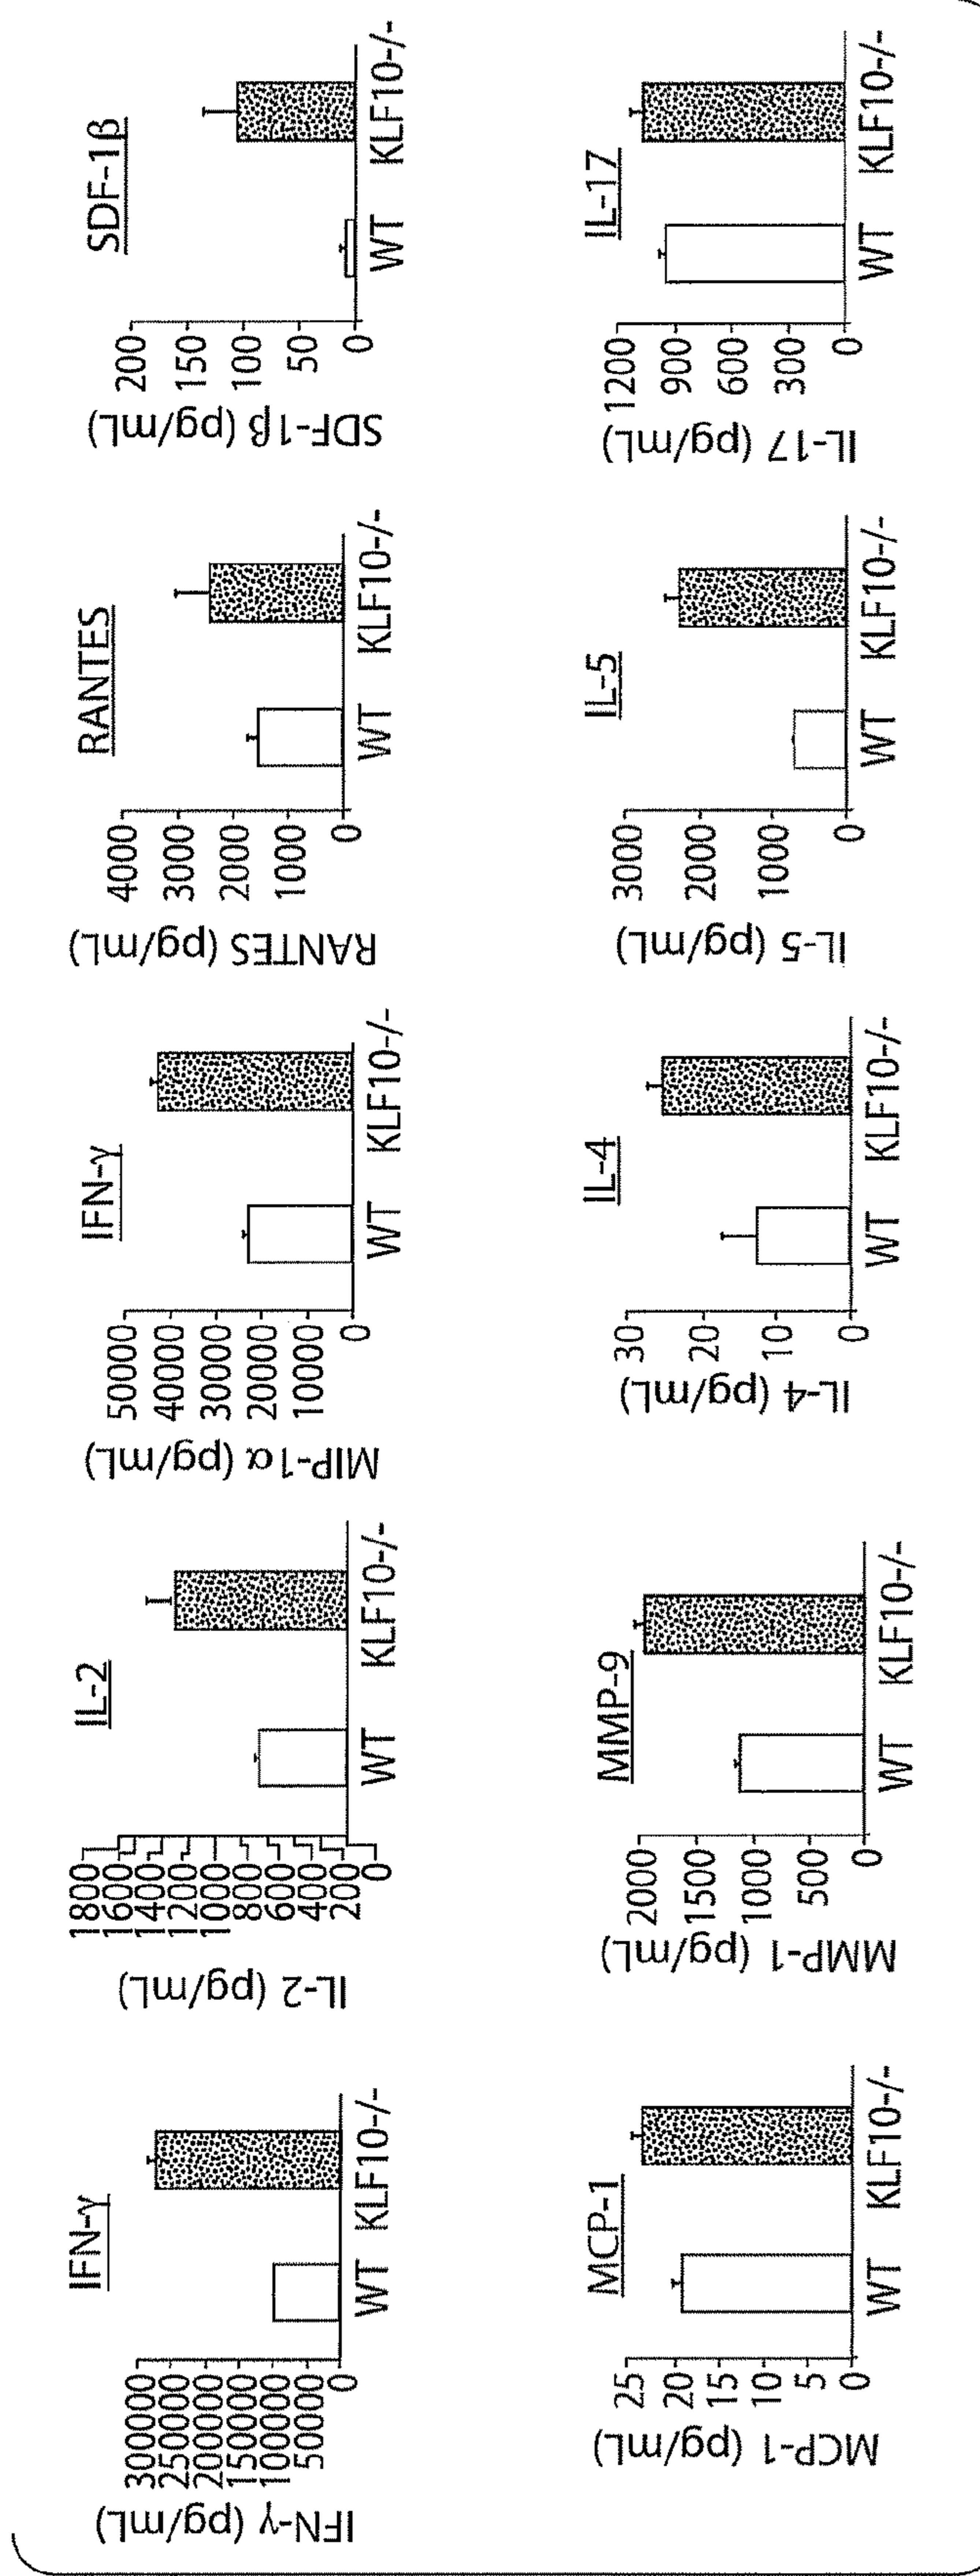 IFN-γ
IFN-γ (pg/mL)
300000
250000
200000
150000
100000
50000
0
WT KLF10-/-
IL-2
IL-2 (pg/mL)
1800
1600
1400
1200
1000
800
600
400
200
0
WT KLF10-/-
IFN-γ
MIP-1α (pg/mL)
50000
40000
30000
20000
10000
0
WT KLF10-/-
RANTES
RANTES (pg/mL)
4000
3000
2000
1000
0
WT KLF10-/-
SDF-1β
SDF-1β (pg/mL)
200
150
100
50
0
WT KLF10-/-
MCP-1
MCP-1 (pg/mL)
25
20
15
10
5
0
WT KLF10-/-
MMP-9
MMP-1 (pg/mL)
2000
1500
1000
500
0
WT KLF10-/-
IL-4
IL-4 (pg/mL)
30
20
10
0
WT KLF10-/-
IL-5
IL-5 (pg/mL)
3000
2000
1000
0
WT KLF10-/-
IL-17
IL-17 (pg/mL)
1200
900
600
300
0
WT KLF10-/-